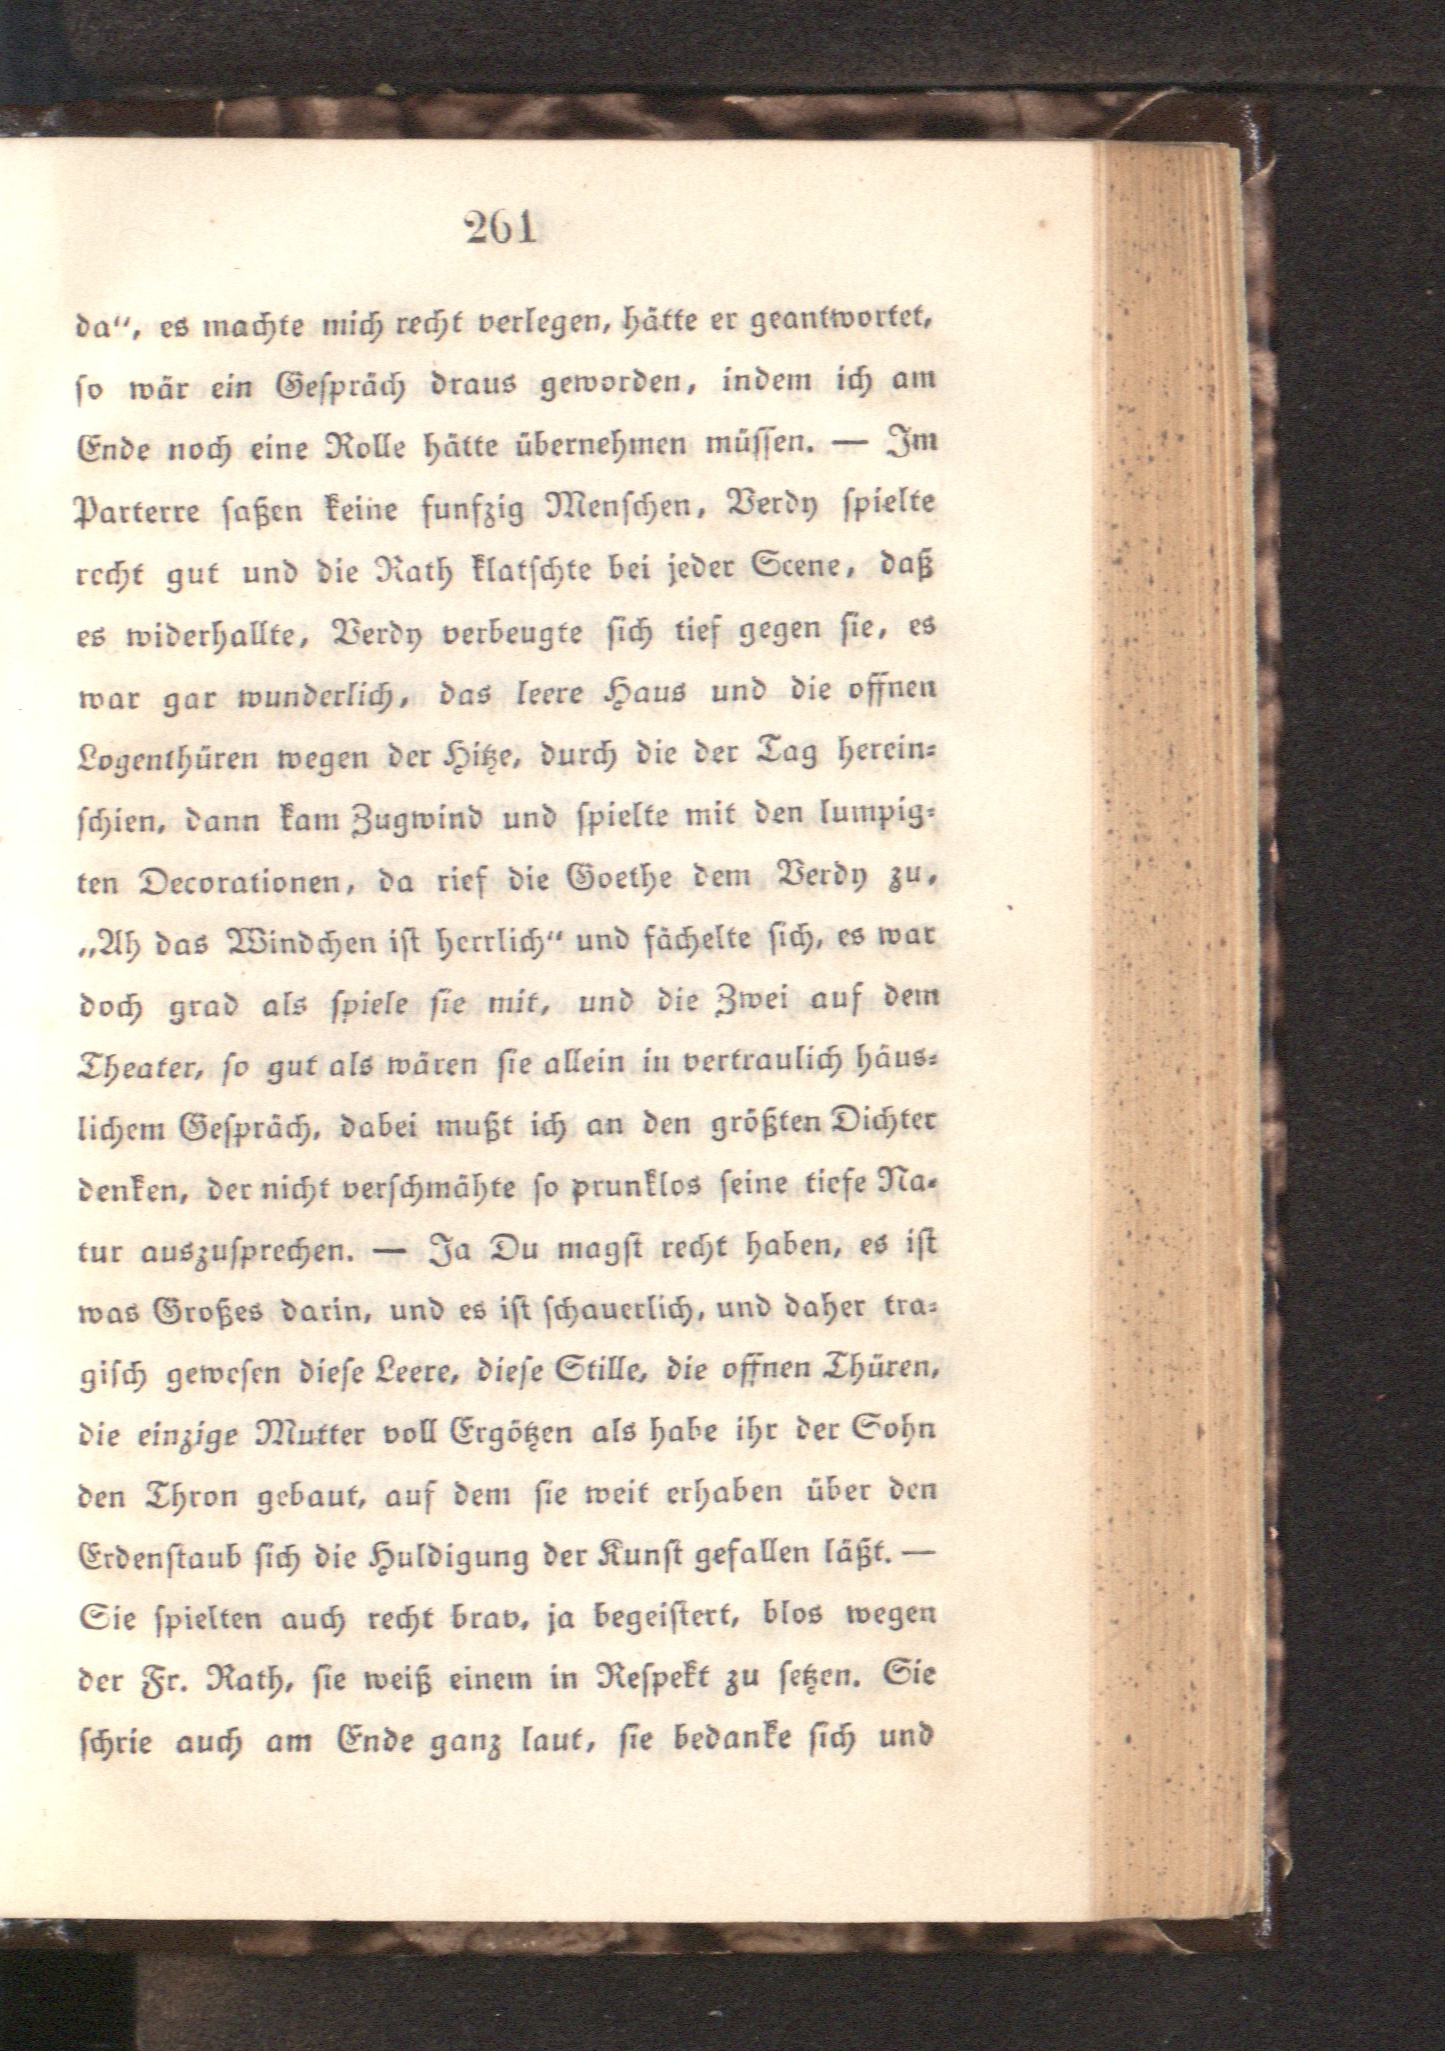 261
da“, es machte mich recht verlegen, hätte er geantwortet,
so wär ein Gespräch draus geworden, indem ich am
Ende noch eine Rolle hätte übernehmen müssen. — Im
Parterre saßen keine funfzig Menschen, Verdy spielte
recht gut und die Rath klatschte bei jeder Scene, daß
es widerhallte, Verdy verbeugte sich tief gegen sie, es
war gar wunderlich, das leere Haus und die offnen
Logenthüren wegen der Hitze, durch die der Tag herein-
schien, dann kam Zugwind und spielte mit den lumpig-
ten Decorationen, da rief die Goethe dem Verdy zu,
„Ah das Windchen ist herrlich“ und fächelte sich, es war
doch grad als spiele sie mit, und die Zwei auf dem
Theater, so gut als wären sie allein in vertraulich häus-
lichem Gespräch, dabei mußt ich an den größten Dichter
denken, der nicht verschmähte so prunklos seine tiefe Na-
tur auszusprechen. — Ja Du magst recht haben, es ist
was Großes darin, und es ist schauerlich, und daher tra-
gisch gewesen diese Leere, diese Stille, die offnen Thüren,
die einzige Mutter voll Ergötzen als habe ihr der Sohn
den Thron gebaut, auf dem sie weit erhaben über den
Erdenstaub sich die Huldigung der Kunst gefallen läßt. —
Sie spielten auch recht brav, ja begeistert, blos wegen
der Fr. Rath, sie weiß einem in Respekt zu setzen. Sie
schrie auch am Ende ganz laut, sie bedanke sich und